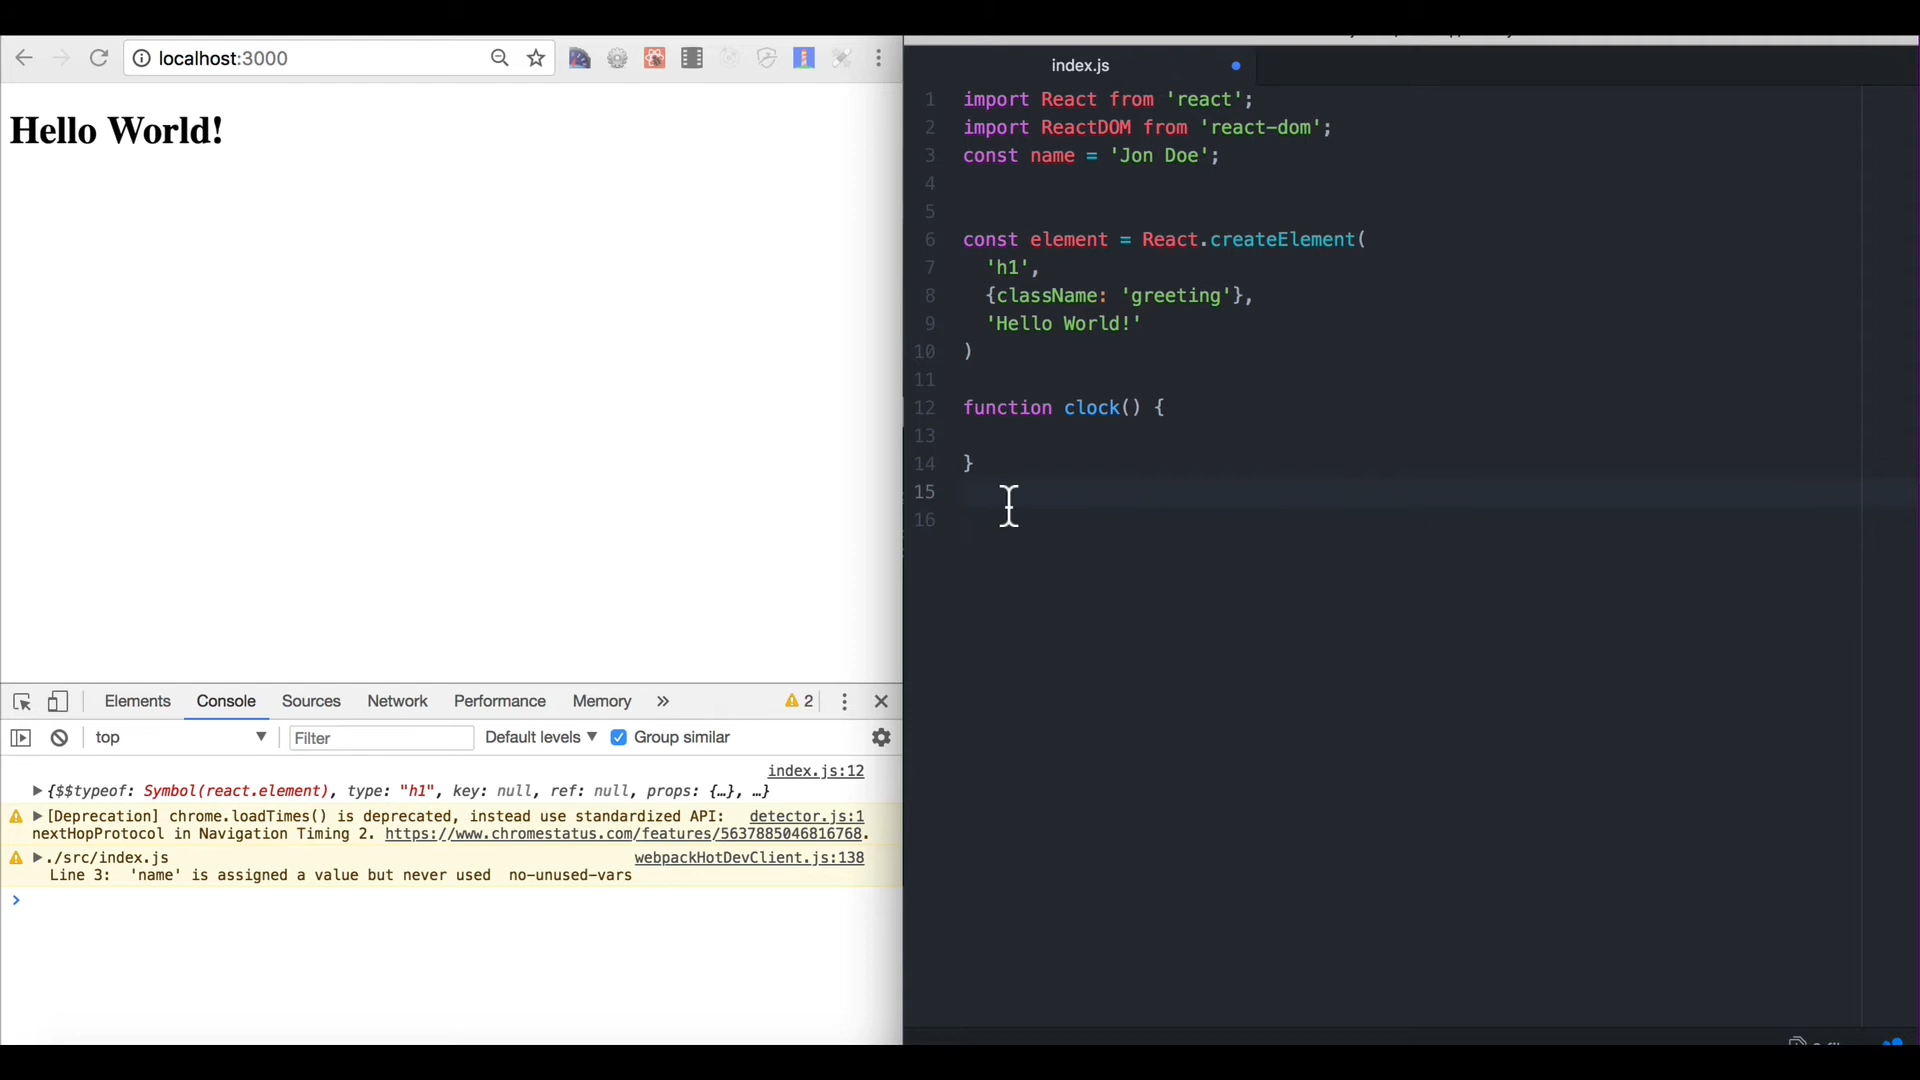 localhost:3000
Hello World!
Elements Console Sources Network Performance Memory 2
top Filter Default levels Group similar
index.js:12
{$$typeof: Symbol(react.element), type: "h1", key: null, ref: null, props: {…}, …}
[Deprecation] chrome.loadTimes() is deprecated, instead use standardized API: detector.js:1
nextHopProtocol in Navigation Timing 2. https://www.chromestatus.com/features/5637885046816768.
./src/index.js webpackHotDevClient.js:138
Line 3: 'name' is assigned a value but never used no-unused-vars
>
index.js
1 import React from 'react';
2 import ReactDOM from 'react-dom';
3 const name = 'Jon Doe';
4
5
6 const element = React.createElement(
7 'h1',
8 {className: 'greeting'},
9 'Hello World!'
10 )
11
12 function clock() {
13
14 }
15
16